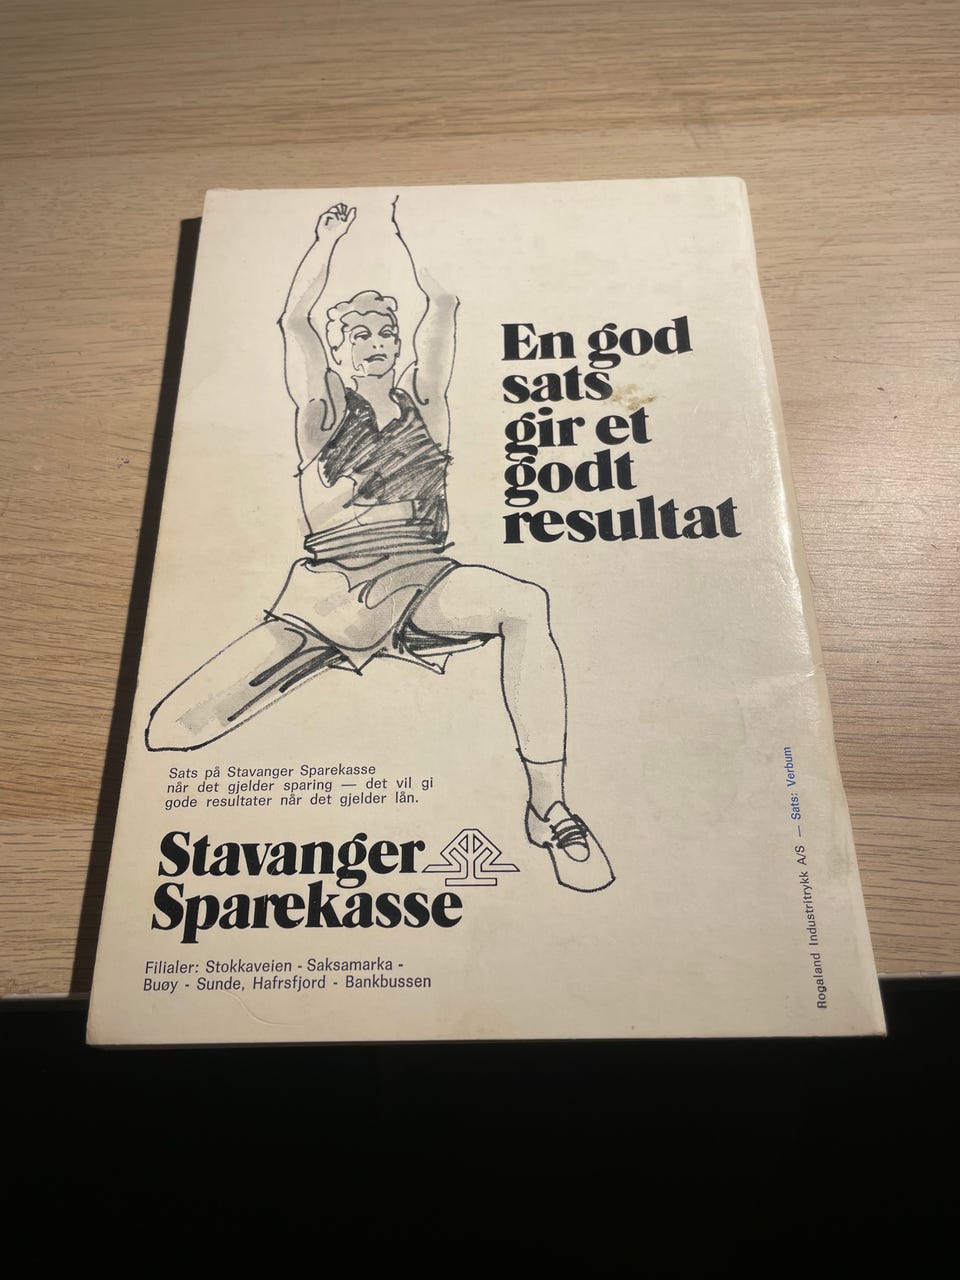 En god
sats
gir et
godt
resultat
Sats på Stavanger Sparekasse
når det gjelder sparing — det vil gi
gode resultater når det gjelder lån.
Stavanger
Sparekasse
Filialer: Stokkaveien - Saksamarka -
Buøy - Sunde, Hafrsfjord - Bankbussen
Rogaland Industritrykk A/S — Sats: Verbum